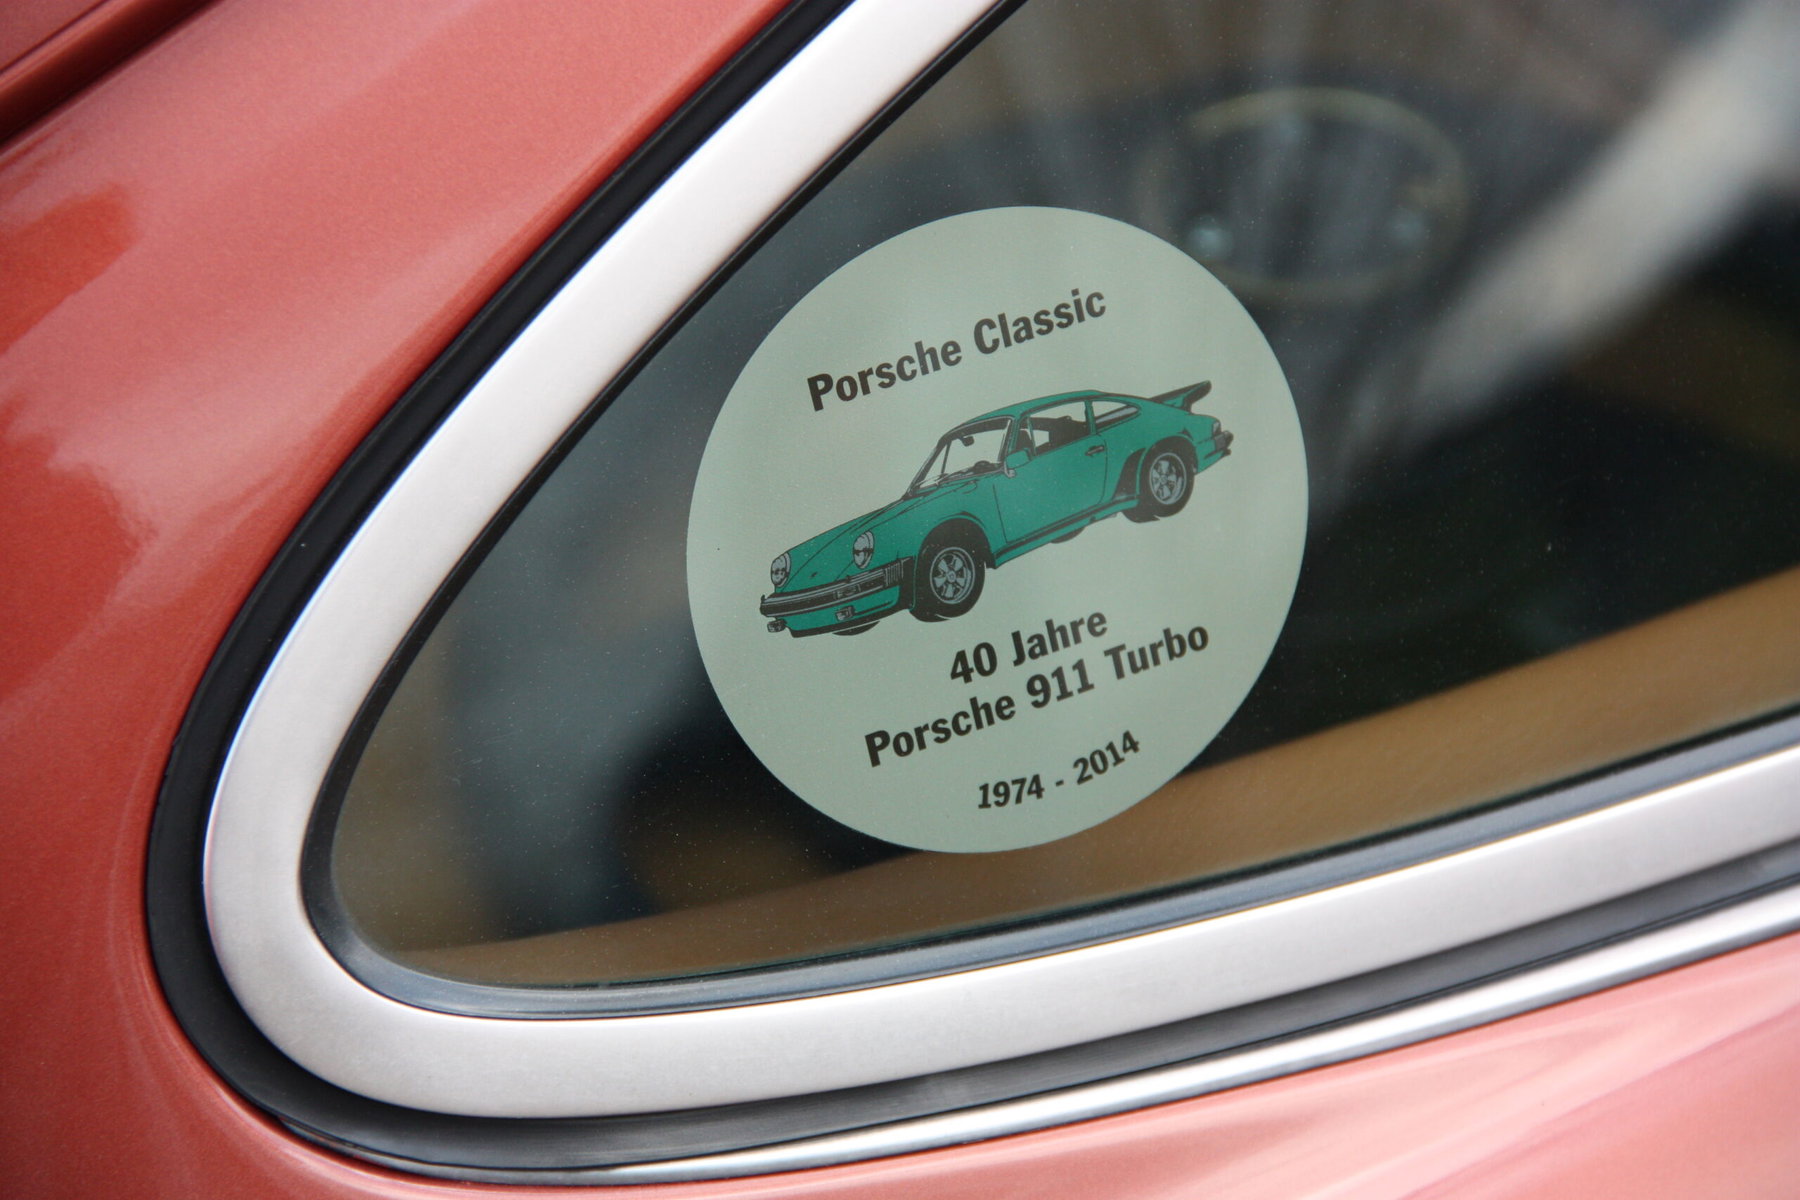 Porsche Classic
40 Jahre
Porsche 911 Turbo
1974 - 2014